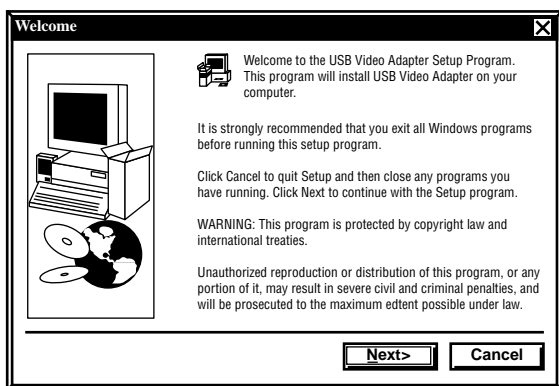 Welcome
Welcome to the USB Video Adapter Setup Program.
This program will install USB Video Adapter on your
computer.
It is strongly recommended that you exit all Windows programs
before running this setup program.
Click Cancel to quit Setup and then close any programs you
have running. Click Next to continue with the Setup program.
WARNING: This program is protected by copyright law and
international treaties.
Unauthorized reproduction or distribution of this program, or any
portion of it, may result in severe civil and criminal penalties, and
will be prosecuted to the maximum edtent possible under law.
Next>
Cancel